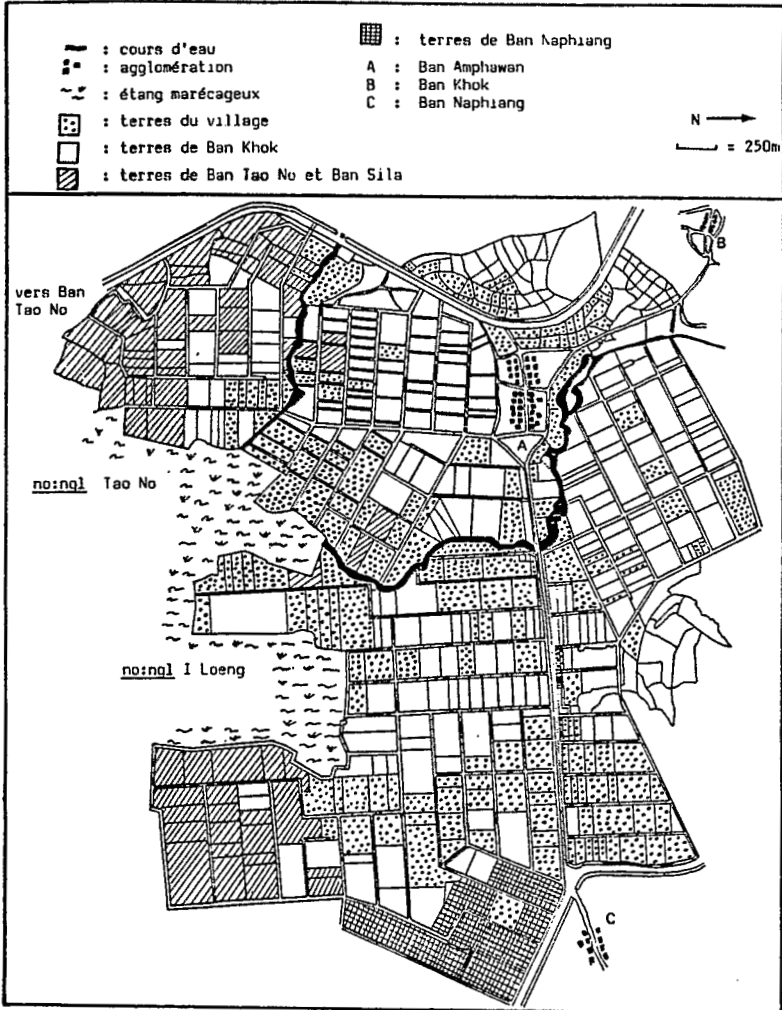 : cours d'eau
: agglomération
: étang marécageux
: terres du village
: terres de Ban Khok
: terres de Ban Tao No et Ban Sila
: terres de Ban Naphiang
A : Ban Amphawan
B : Ban Khok
C : Ban Naphiang
N
= 250m
B
vers Ban
Tao No
A
no:ngl Tao No
no:ngl I Loeng
C